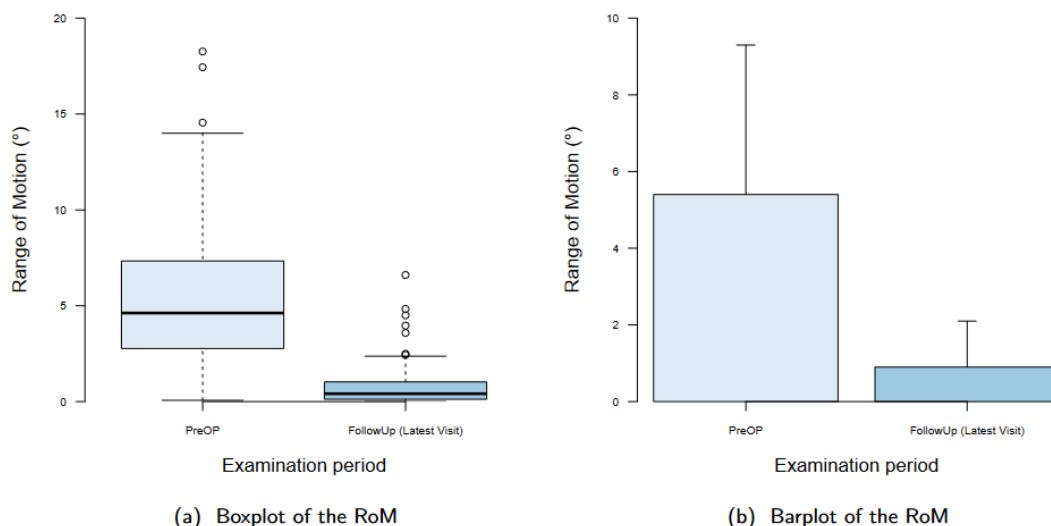 20
15
10
5
0
Range of Motion (°)
PreOP
FollowUp (Latest Visit)
Examination period
(a) Boxplot of the RoM
10
8
6
4
2
0
Range of Motion (°)
PreOP
FollowUp (Latest Visit)
Examination period
(b) Barplot of the RoM